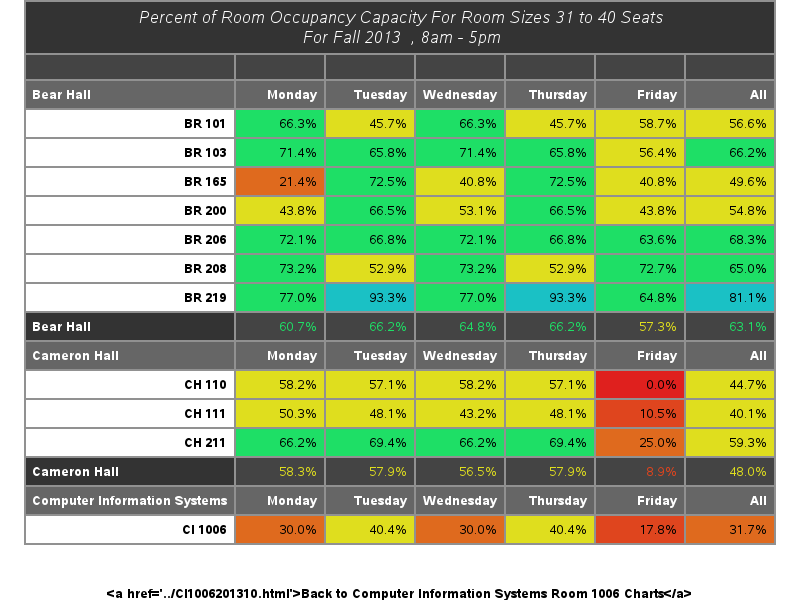 Percent of Room Occupancy Capacity For Room Sizes 31 to 40 Seats
For Fall 2013 , 8am - 5pm
Bear Hall Monday Tuesday Wednesday Thursday Friday All
BR 101 66.3% 45.7% 66.3% 45.7% 58.7% 56.6%
BR 103 71.4% 65.8% 71.4% 65.8% 56.4% 66.2%
BR 165 21.4% 72.5% 40.8% 72.5% 40.8% 49.6%
BR 200 43.8% 66.5% 53.1% 66.5% 43.8% 54.8%
BR 206 72.1% 66.8% 72.1% 66.8% 63.6% 68.3%
BR 208 73.2% 52.9% 73.2% 52.9% 72.7% 65.0%
BR 219 77.0% 93.3% 77.0% 93.3% 64.8% 81.1%
Bear Hall 60.7% 66.2% 64.8% 66.2% 57.3% 63.1%
Cameron Hall Monday Tuesday Wednesday Thursday Friday All
CH 110 58.2% 57.1% 58.2% 57.1% 0.0% 44.7%
CH 111 50.3% 48.1% 43.2% 48.1% 10.5% 40.1%
CH 211 66.2% 69.4% 66.2% 69.4% 25.0% 59.3%
Cameron Hall 58.3% 57.9% 56.5% 57.9% 8.9% 48.0%
Computer Information Systems Monday Tuesday Wednesday Thursday Friday All
CI 1006 30.0% 40.4% 30.0% 40.4% 17.8% 31.7%
&lt;a href='../CI1006201310.html'&gt;Back to Computer Information Systems Room 1006 Charts&lt;/a&gt;